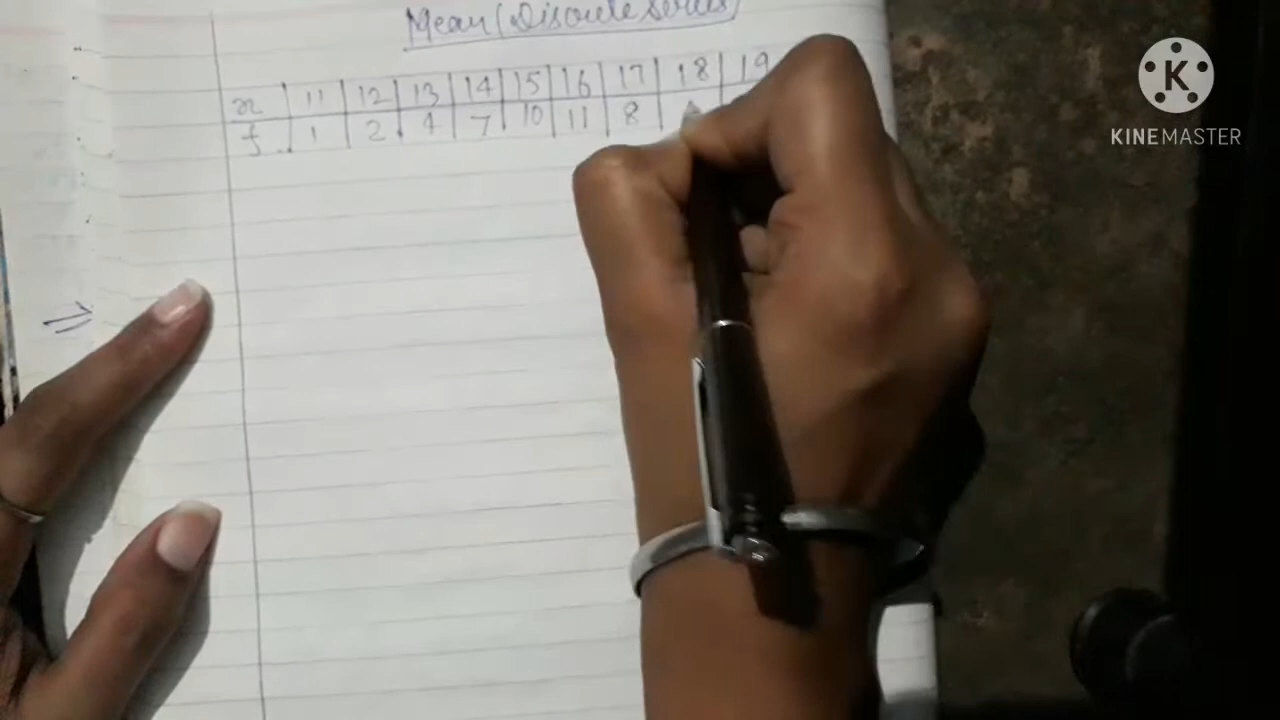 Mean (Discrete Series)
x 11 12 13 14 15 16 17 18 19
f 1 2 4 7 10 11 8
K
KINEMASTER